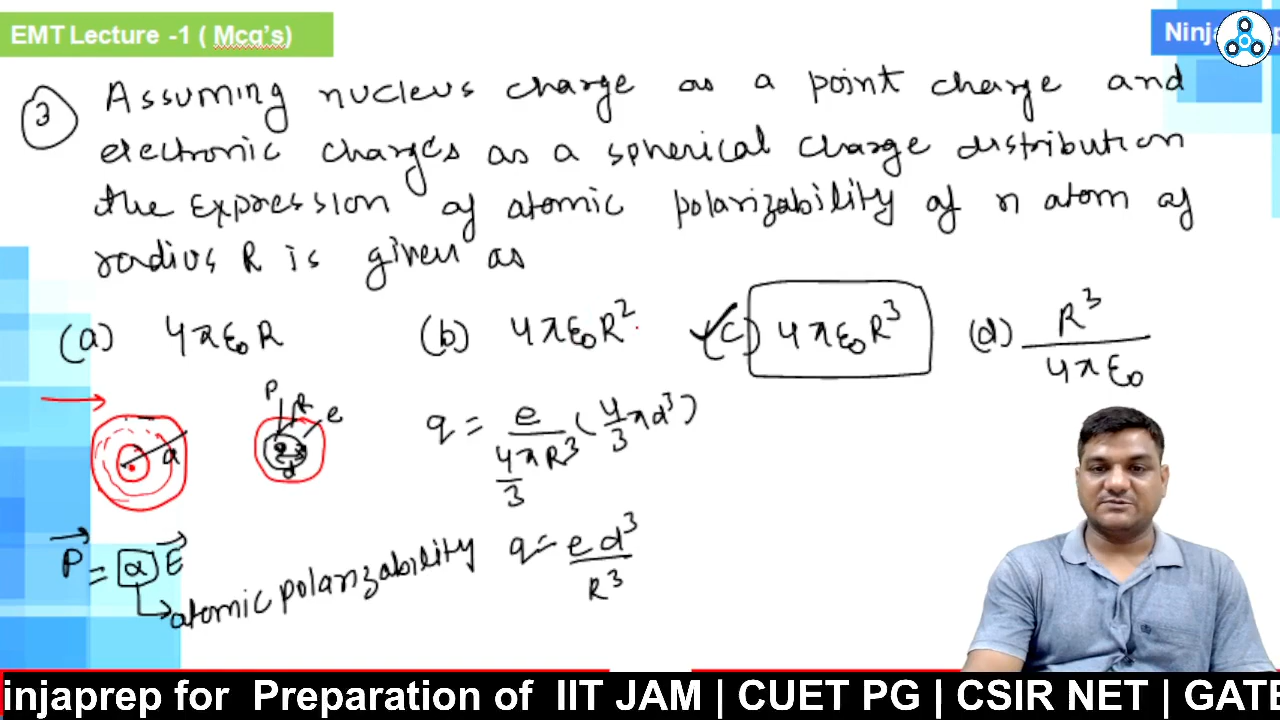 EMT Lecture -1 ( Mcq's)
Ninja
3 Assuming nucleus charge as a point charge and
electronic charges as a spherical charge distribution
the expression of atomic polarizability of n atom of
radius R is given as
(a) 4πε₀R (b) 4πε₀R² (c) 4πε₀R³ (d) R³/4πε₀
a
P R e
d
q = e/(4/3 πR³) (4/3 πd³)
P⃗ = α E⃗
atomic polarizability
q = ed³/R³
injaprep for Preparation of IIT JAM | CUET PG | CSIR NET | GATE